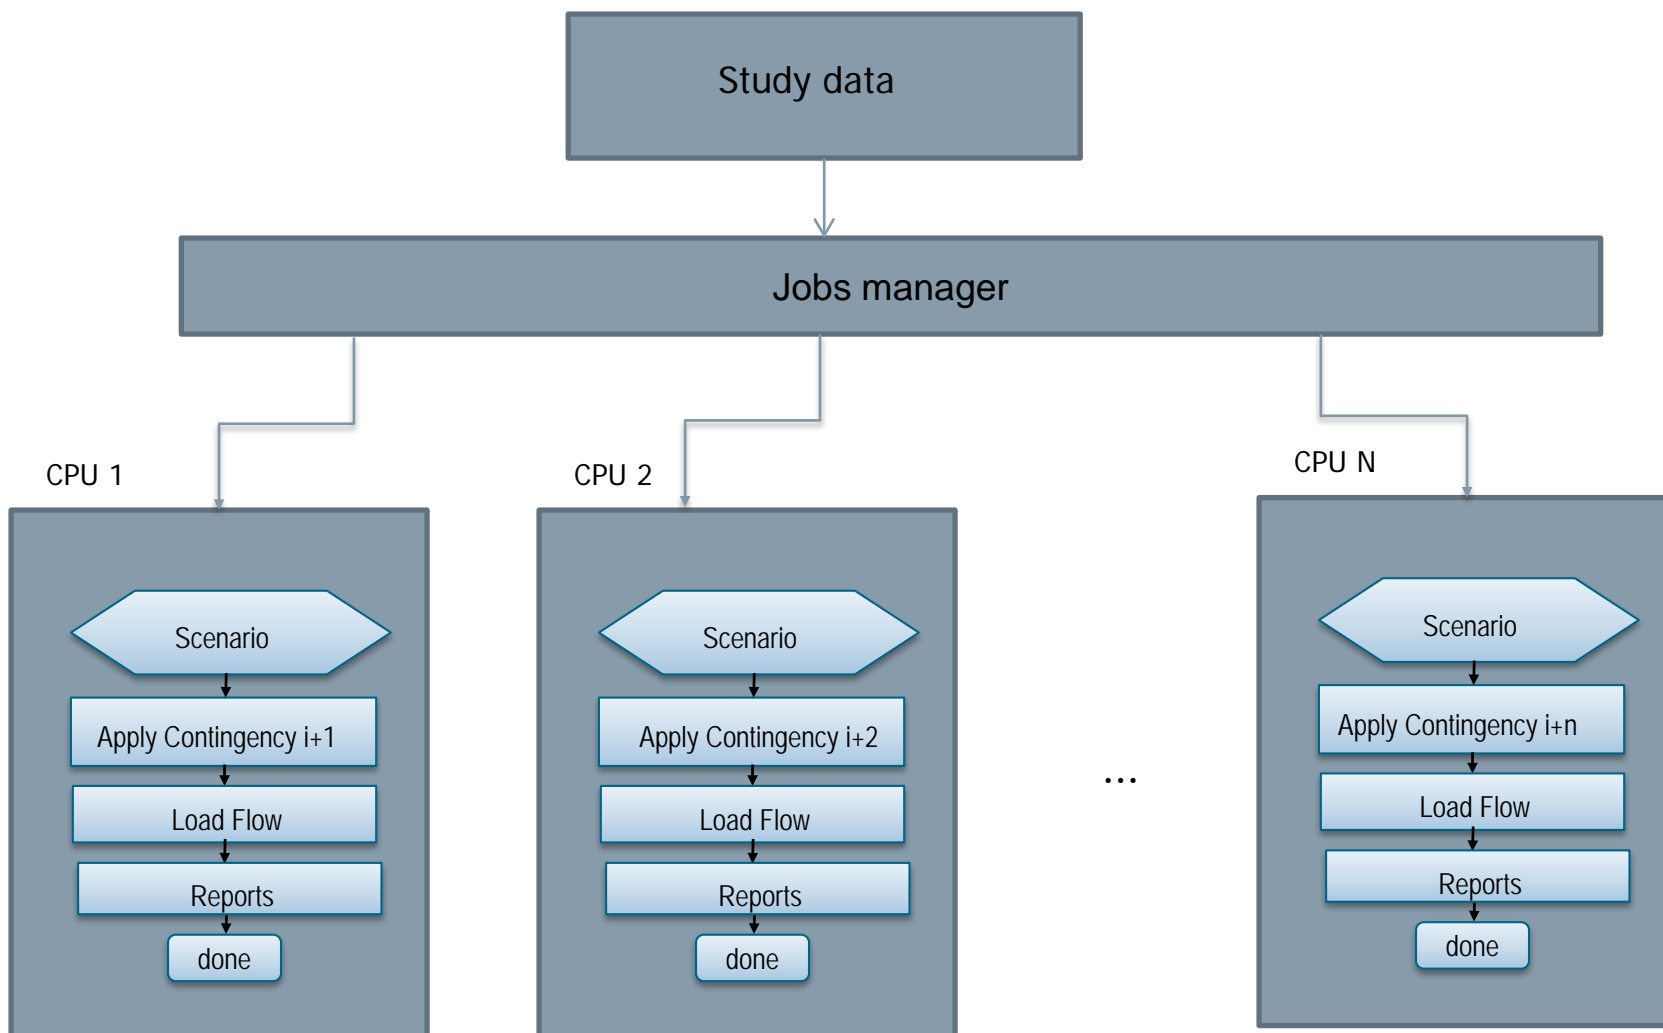 Study data
Jobs manager
CPU 1
CPU 2
CPU N
Scenario
Apply Contingency i+1
Load Flow
Reports
done
Scenario
Apply Contingency i+2
Load Flow
Reports
done
...
Scenario
Apply Contingency i+n
Load Flow
Reports
done